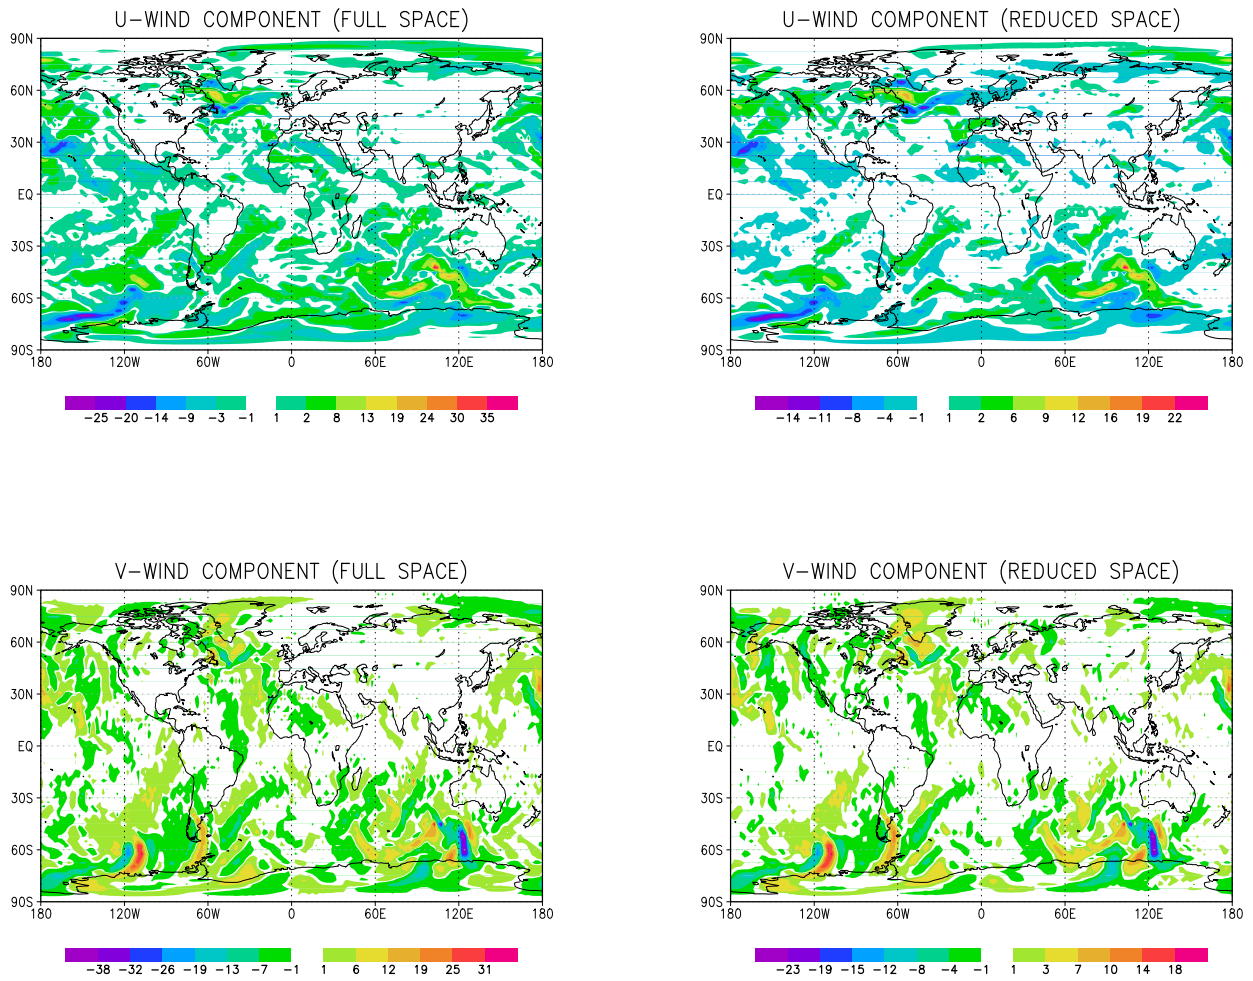 U-WIND COMPONENT (FULL SPACE)
90N
60N
30N
EQ
30S
60S
90S
180 120W 60W 0 60E 120E 180
-25 -20 -14 -9 -3 -1 1 2 8 13 19 24 30 35
U-WIND COMPONENT (REDUCED SPACE)
90N
60N
30N
EQ
30S
60S
90S
180 120W 60W 0 60E 120E 180
-14 -11 -8 -4 -1 1 2 6 9 12 16 19 22
V-WIND COMPONENT (FULL SPACE)
90N
60N
30N
EQ
30S
60S
90S
180 120W 60W 0 60E 120E 180
-38 -32 -26 -19 -13 -7 -1 1 6 12 19 25 31
V-WIND COMPONENT (REDUCED SPACE)
90N
60N
30N
EQ
30S
60S
90S
180 120W 60W 0 60E 120E 180
-23 -19 -15 -12 -8 -4 -1 1 3 7 10 14 18